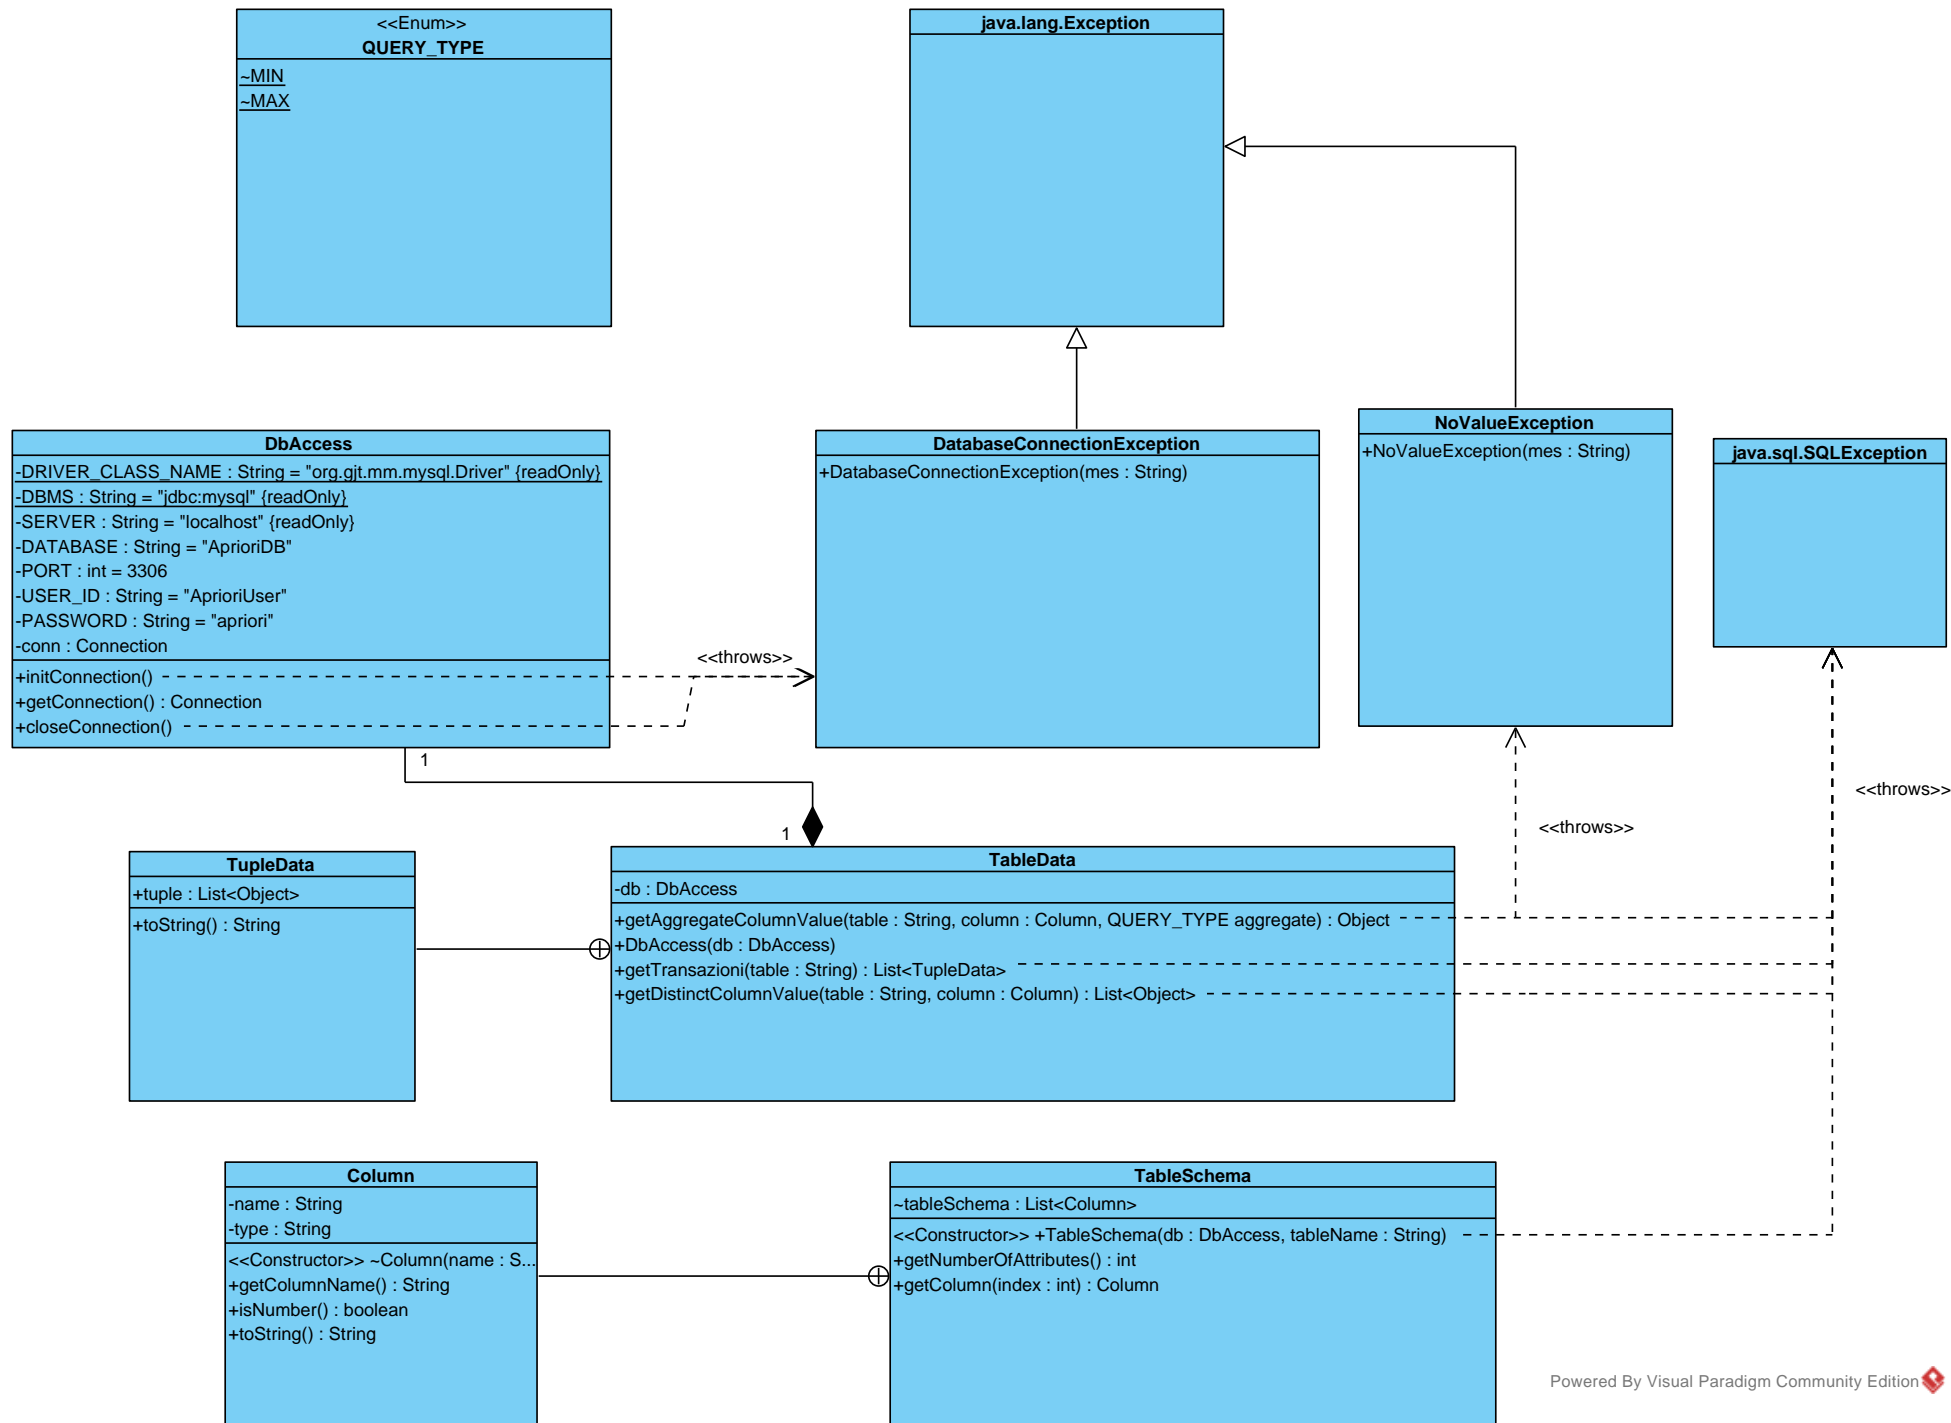 <<Enum>>
QUERY_TYPE
~MIN
~MAX
java.lang.Exception
DbAccess
-DRIVER_CLASS_NAME : String = "org.gjt.mm.mysql.Driver" {readOnly}
-DBMS : String = "jdbc:mysql" {readOnly}
-SERVER : String = "localhost" {readOnly}
-DATABASE : String = "AprioriDB"
-PORT : int = 3306
-USER_ID : String = "AprioriUser"
-PASSWORD : String = "apriori"
-conn : Connection
+initConnection()
+getConnection() : Connection
+closeConnection()
<<throws>>
DatabaseConnectionException
+DatabaseConnectionException(mes : String)
NoValueException
+NoValueException(mes : String)
java.sql.SQLException
1
1
<<throws>>
<<throws>>
TupleData
+tuple : List<Object>
+toString() : String
TableData
-db : DbAccess
+getAggregateColumnValue(table : String, column : Column, QUERY_TYPE aggregate) : Object
+DbAccess(db : DbAccess)
+getTransazioni(table : String) : List<TupleData>
+getDistinctColumnValue(table : String, column : Column) : List<Object>
Column
-name : String
-type : String
<<Constructor>> ~Column(name : S...
+getColumnName() : String
+isNumber() : boolean
+toString() : String
TableSchema
~tableSchema : List<Column>
<<Constructor>> +TableSchema(db : DbAccess, tableName : String)
+getNumberOfAttributes() : int
+getColumn(index : int) : Column
Powered By Visual Paradigm Community Edition